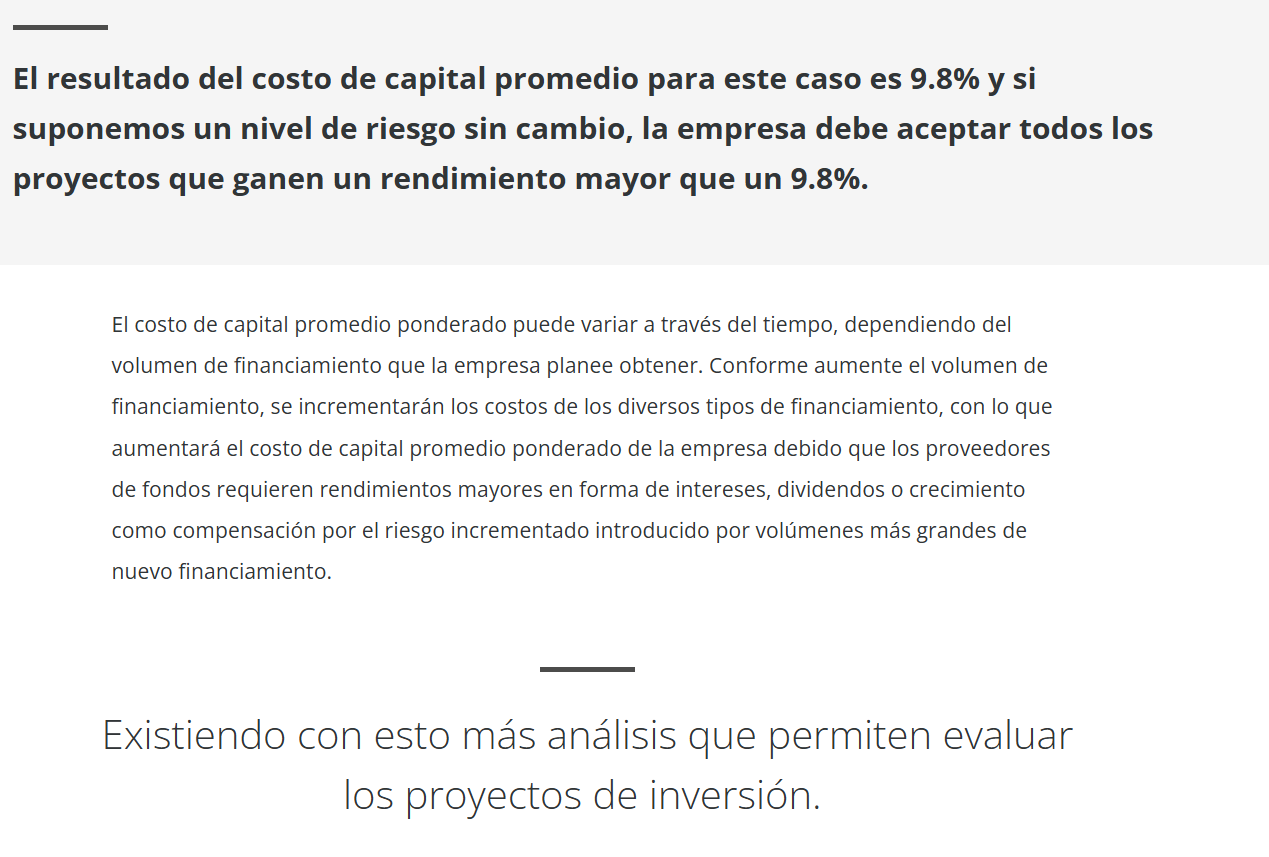 El resultado del costo de capital promedio para este caso es 9.8% y si
suponemos un nivel de riesgo sin cambio, la empresa debe aceptar todos los
proyectos que ganen un rendimiento mayor que un 9.8%.
El costo de capital promedio ponderado puede variar a través del tiempo, dependiendo del
volumen de financiamiento que la empresa planee obtener. Conforme aumente el volumen de
financiamiento, se incrementarán los costos de los diversos tipos de financiamiento, con lo que
aumentará el costo de capital promedio ponderado de la empresa debido que los proveedores
de fondos requieren rendimientos mayores en forma de intereses, dividendos o crecimiento
como compensación por el riesgo incrementado introducido por volúmenes más grandes de
nuevo financiamiento.
Existiendo con esto más análisis que permiten evaluar
los proyectos de inversión.